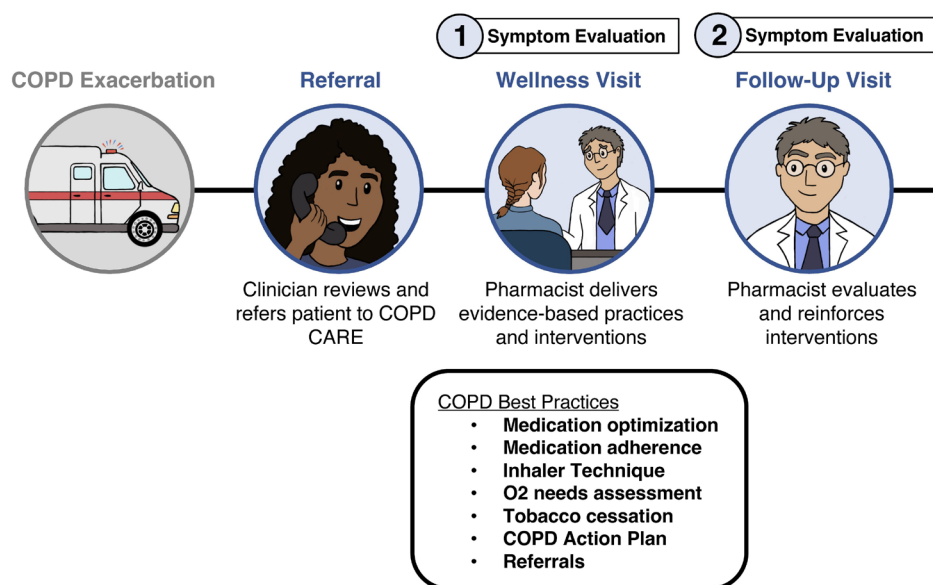 1 Symptom Evaluation
2 Symptom Evaluation
COPD Exacerbation
Referral
Wellness Visit
Follow-Up Visit
Clinician reviews and
refers patient to COPD
CARE
Pharmacist delivers
evidence-based practices
and interventions
Pharmacist evaluates
and reinforces
interventions
COPD Best Practices
• Medication optimization
• Medication adherence
• Inhaler Technique
• O2 needs assessment
• Tobacco cessation
• COPD Action Plan
• Referrals